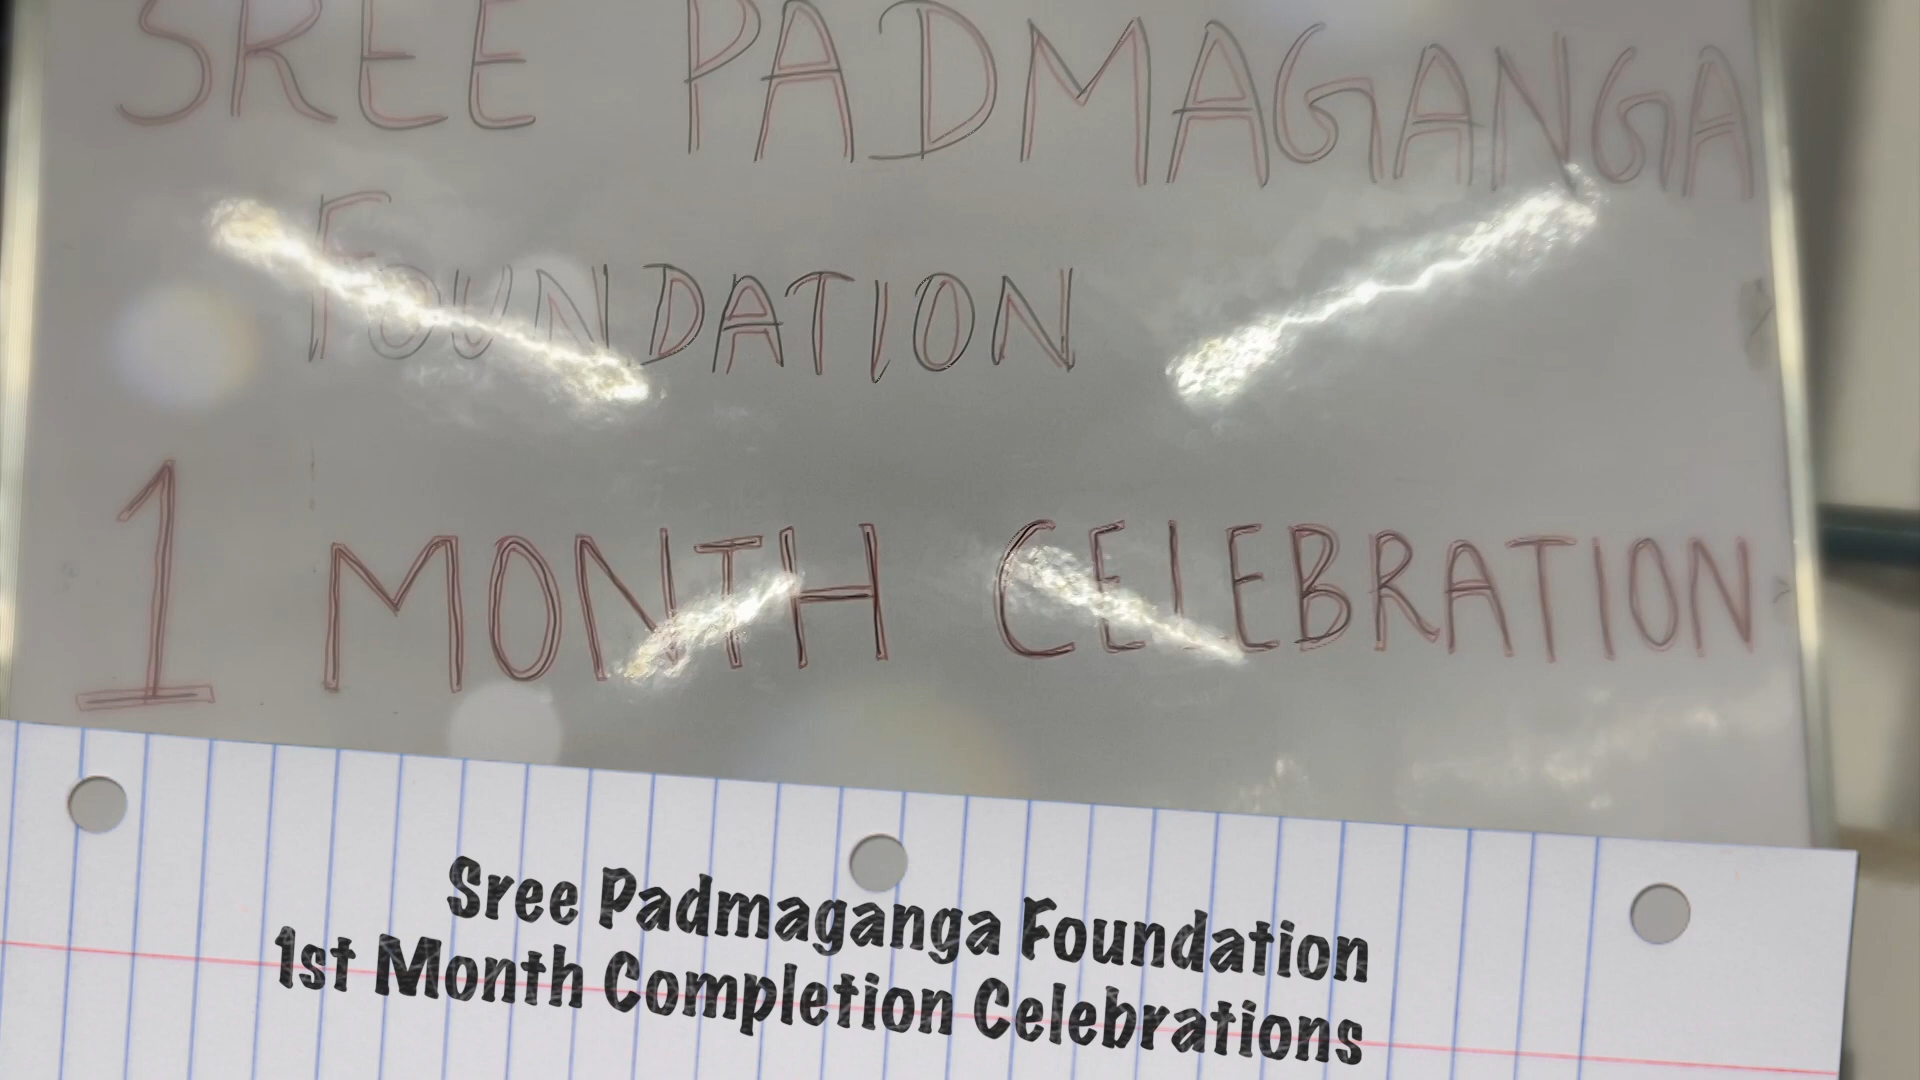 SREE PADMAGANGA
FOUNDATION
1 MONTH CELEBRATION
Sree Padmaganga Foundation
1st Month Completion Celebrations